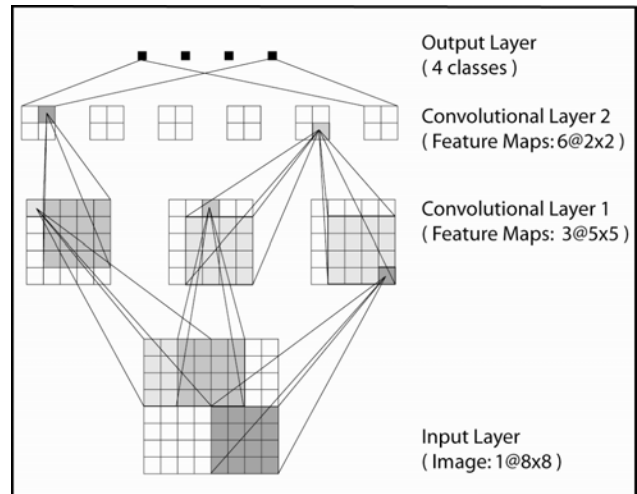 Output Layer
( 4 classes )
Convolutional Layer 2
( Feature Maps: 6@2x2 )
Convolutional Layer 1
( Feature Maps: 3@5x5 )
Input Layer
( Image: 1@8x8 )